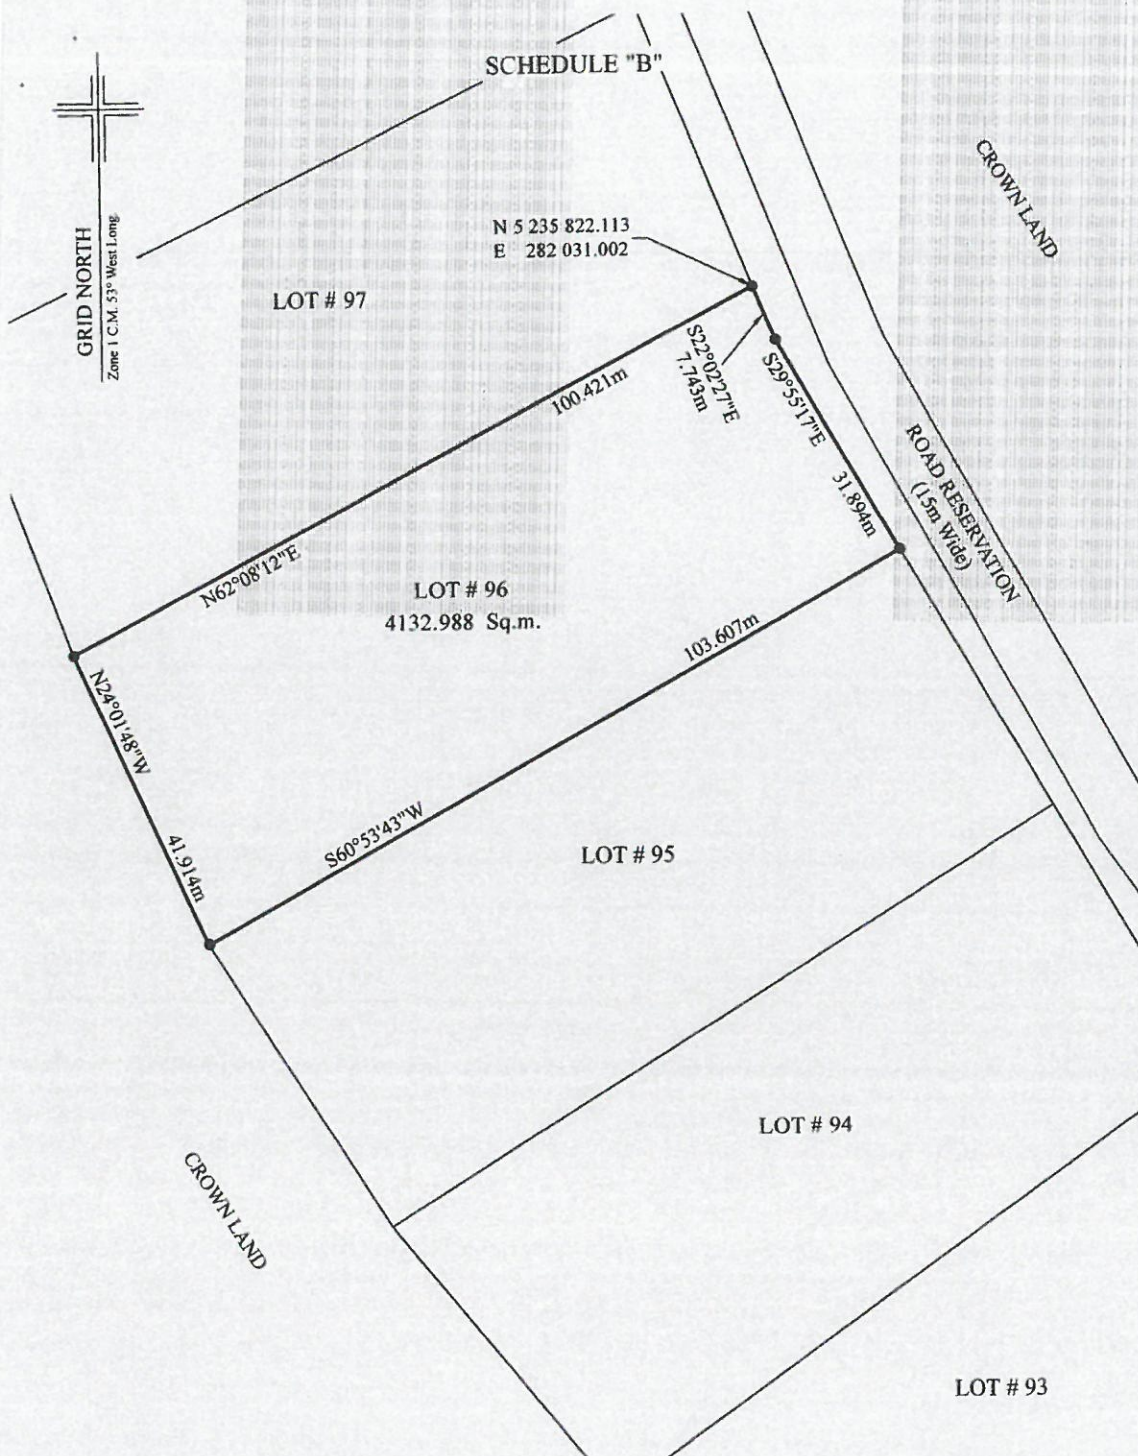 SCHEDULE "B"
GRID NORTH
Zone 1 C.M. 53° West Long.
CROWN LAND
N 5 235 822.113
E 282 031.002
LOT # 97
S22°02'27"E
7.743m
S29°55'17"E
31.894m
100.421m
N62°08'12"E
ROAD RESERVATION
(15m Wide)
LOT # 96
4132.988 Sq.m.
103.607m
S60°53'43"W
N24°01'48"W
41.914m
LOT # 95
LOT # 94
CROWN LAND
LOT # 93